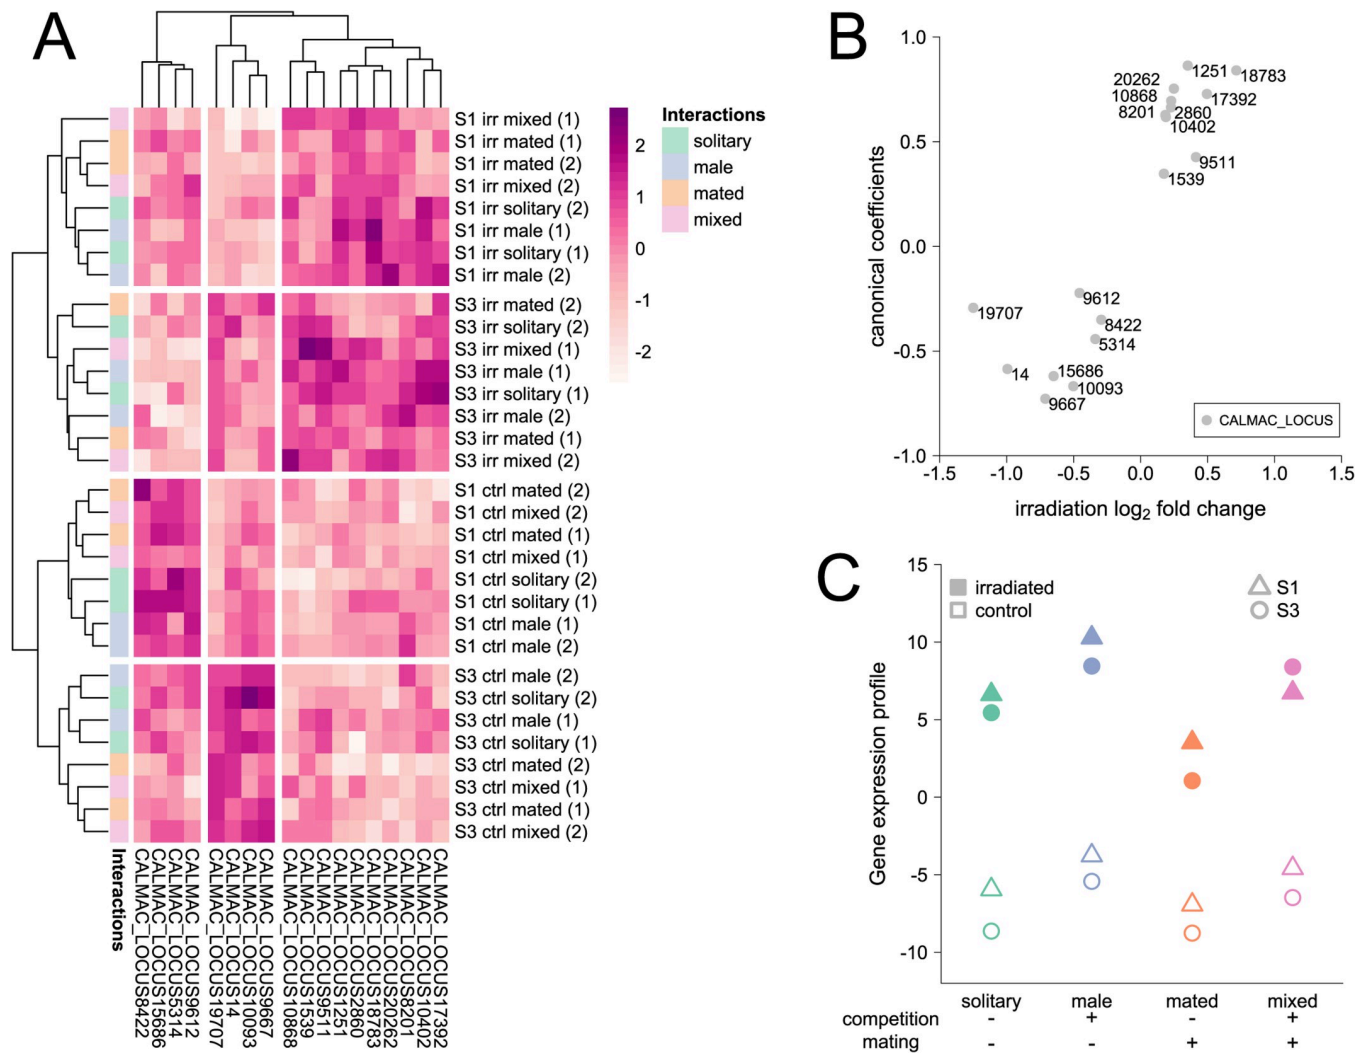 A
Interactions
solitary
male
mated
mixed
2
1
0
-1
-2
S1 irr mixed (1)
S1 irr mated (1)
S1 irr mated (2)
S1 irr mixed (2)
S1 irr solitary (2)
S1 irr male (1)
S1 irr solitary (1)
S1 irr male (2)
S3 irr mated (2)
S3 irr solitary (2)
S3 irr mixed (1)
S3 irr male (1)
S3 irr solitary (1)
S3 irr male (2)
S3 irr mated (1)
S3 irr mixed (2)
S1 ctrl mated (2)
S1 ctrl mixed (2)
S1 ctrl mated (1)
S1 ctrl mixed (1)
S1 ctrl solitary (2)
S1 ctrl solitary (1)
S1 ctrl male (1)
S1 ctrl male (2)
S3 ctrl male (2)
S3 ctrl solitary (2)
S3 ctrl male (1)
S3 ctrl solitary (1)
S3 ctrl mated (2)
S3 ctrl mixed (1)
S3 ctrl mated (1)
S3 ctrl mixed (2)
Interactions
CALMAC_LOCUS8422
CALMAC_LOCUS15686
CALMAC_LOCUS5314
CALMAC_LOCUS9612
CALMAC_LOCUS19707
CALMAC_LOCUS14
CALMAC_LOCUS10093
CALMAC_LOCUS9667
CALMAC_LOCUS10868
CALMAC_LOCUS1539
CALMAC_LOCUS9511
CALMAC_LOCUS1251
CALMAC_LOCUS2860
CALMAC_LOCUS18783
CALMAC_LOCUS20262
CALMAC_LOCUS8201
CALMAC_LOCUS10402
CALMAC_LOCUS17392
B
canonical coefficients
1.0
0.5
0.0
-0.5
-1.0
1251
18783
20262
17392
10868
8201
2860
10402
9511
1539
9612
19707
8422
5314
14
15686
10093
9667
CALMAC_LOCUS
-1.5
-1.0
-0.5
0.0
0.5
1.0
1.5
irradiation log2 fold change
C
Gene expression profile
15
10
5
0
-5
-10
irradiated
control
S1
S3
solitary male mated mixed
competition - + - +
mating - - + +